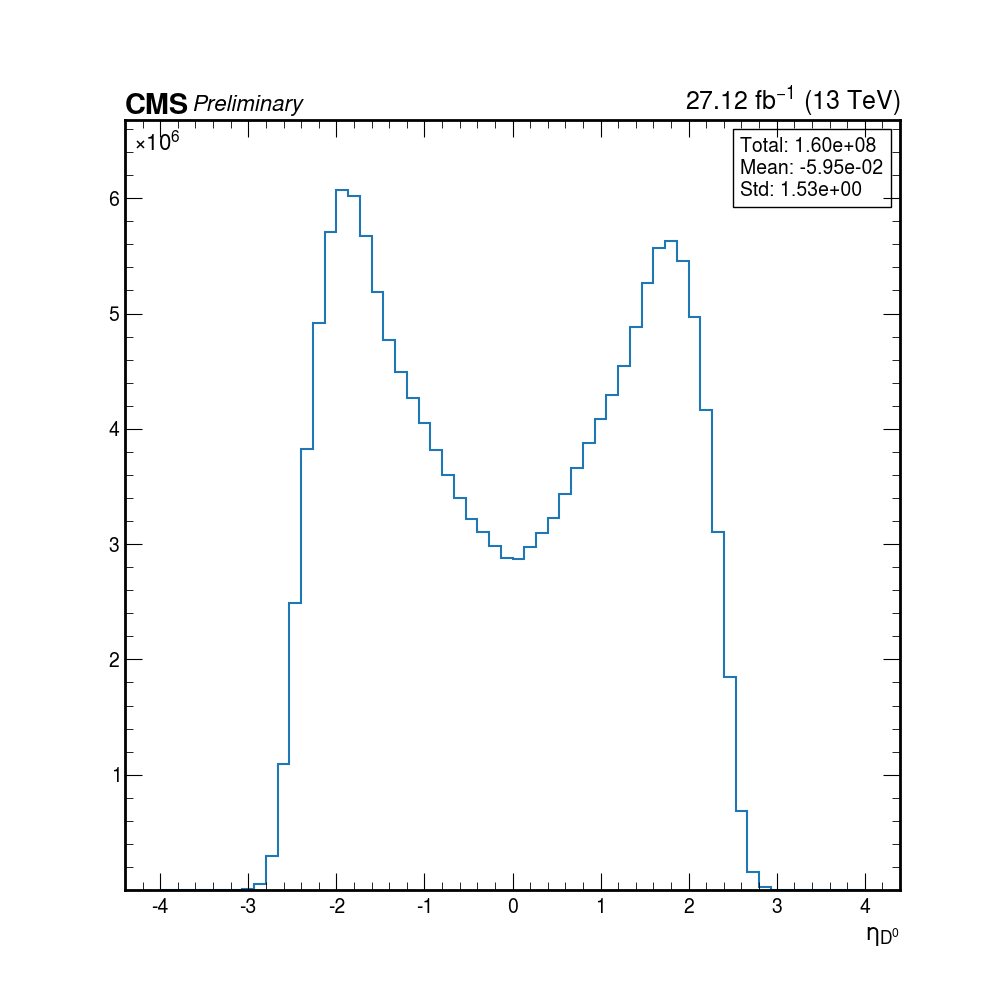 CMS Preliminary 27.12 fb⁻¹ (13 TeV)
×10⁶
Total: 1.60e+08
Mean: -5.95e-02
Std: 1.53e+00
6
5
4
3
2
1
-4 -3 -2 -1 0 1 2 3 4
η_D⁰